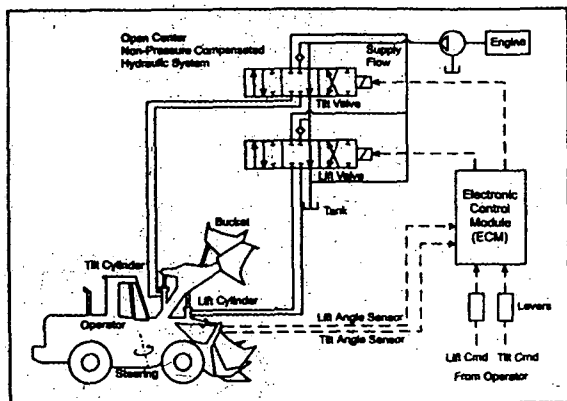 Open Center
Non-Pressure Compensated
Hydraulic System
Supply
Flow
Engine
Tilt Valve
Lift Valve
Tank
Electronic
Control
Module
(ECM)
Bucket
Tilt Cylinder
Lift Cylinder
Operator
Steering
Lift Angle Sensor
Tilt Angle Sensor
Levers
Lift Cmd Tilt Cmd
From Operator